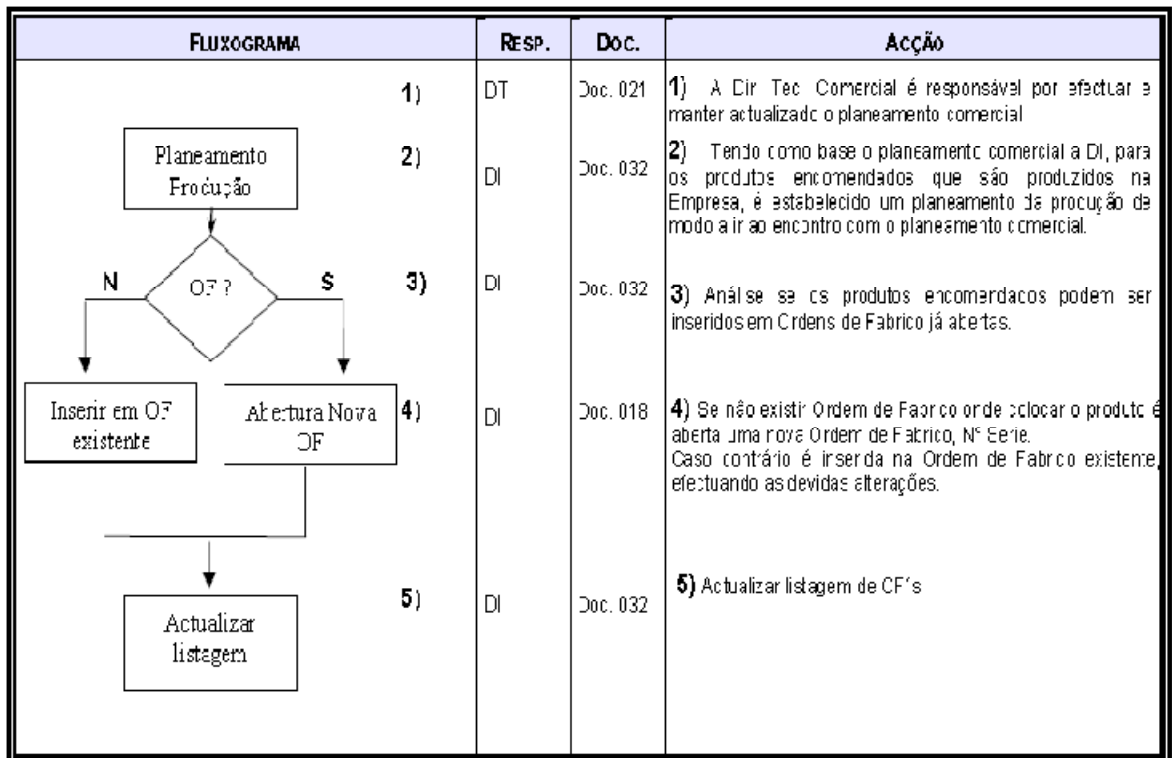 FLUXOGRAMA RESP. DOC. ACÇÃO
1) DT Doc. 021 1) A Dir. Tec. Comercial é responsável por efectuar e
manter actualizado o planeamento comercial
Planeamento
Produção
2) DI Doc. 032 2) Tendo como base o planeamento comercial a DI, para
os produtos encomendados que são produzidos na
Empresa, é estabelecido um planeamento da produção de
modo a ir ao encontro com o planeamento comercial.
N OF ? S
3) DI Doc. 032 3) Análise se os produtos encomendados podem ser
inseridos em Ordens de Fabrico já abertas.
Inserir em OF
existente
Abertura Nova
OF
4) DI Doc. 018 4) Se não existir Ordem de Fabrico onde colocar o produto é
aberta uma nova Ordem de Fabrico, Nº Serie.
Caso contrário é inserida na Ordem de Fabrico existente,
efectuando as devidas alterações.
5) DI Doc. 032 5) Actualizar listagem de OF´s
Actualizar
listagem